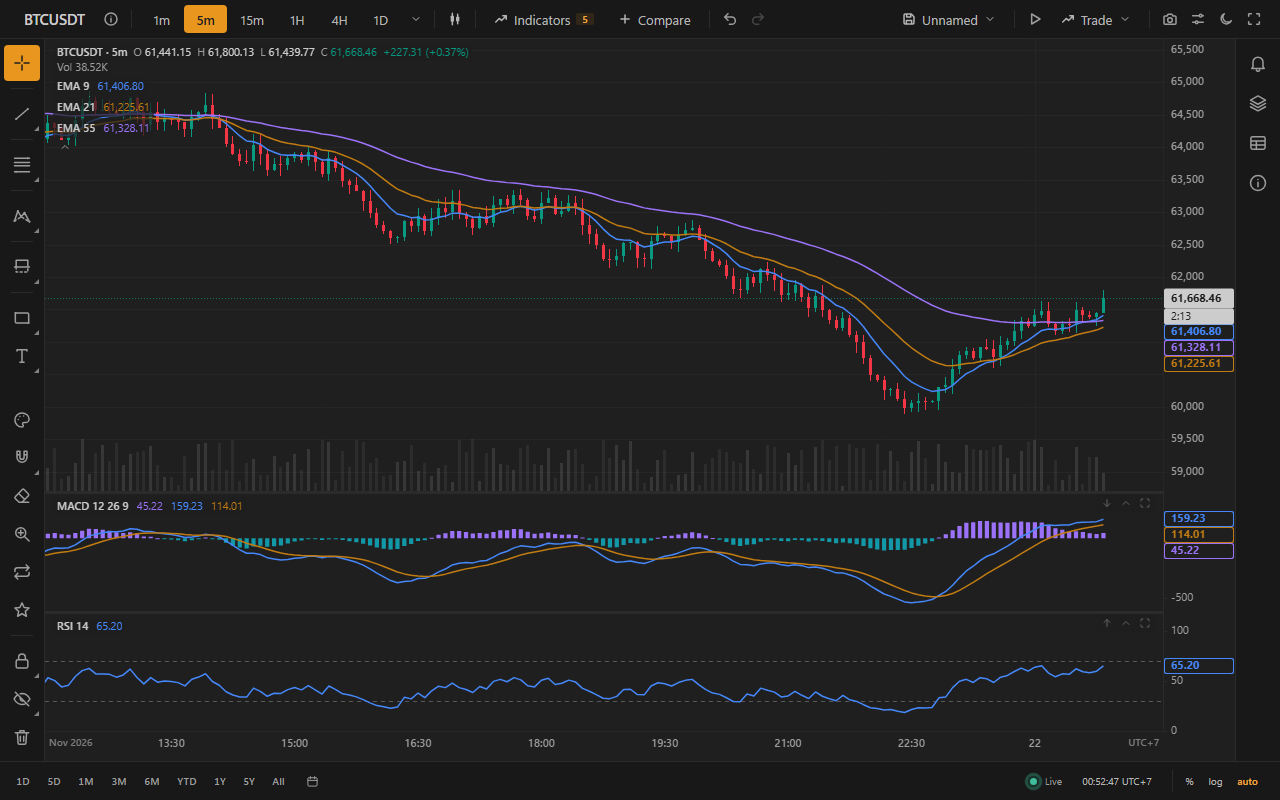 BTCUSDT 1m 5m 15m 1H 4H 1D Indicators 5 Compare Unnamed Trade
BTCUSDT · 5m O 61,441.15 H 61,800.13 L 61,439.77 C 61,668.46 +227.31 (+0.37%)
Vol 38.52K
EMA 9 61,406.80
EMA 21 61,225.61
EMA 55 61,328.11
65,500
65,000
64,500
64,000
63,500
63,000
62,500
62,000
61,668.46
2:13
61,406.80
61,328.11
61,225.61
60,000
59,500
59,000
MACD 12 26 9 45.22 159.23 114.01
159.23
114.01
45.22
-500
RSI 14 65.20
100
65.20
50
0
Nov 2026 13:30 15:00 16:30 18:00 19:30 21:00 22:30 22 UTC+7
1D 5D 1M 3M 6M YTD 1Y 5Y All Live 00:52:47 UTC+7 % log auto